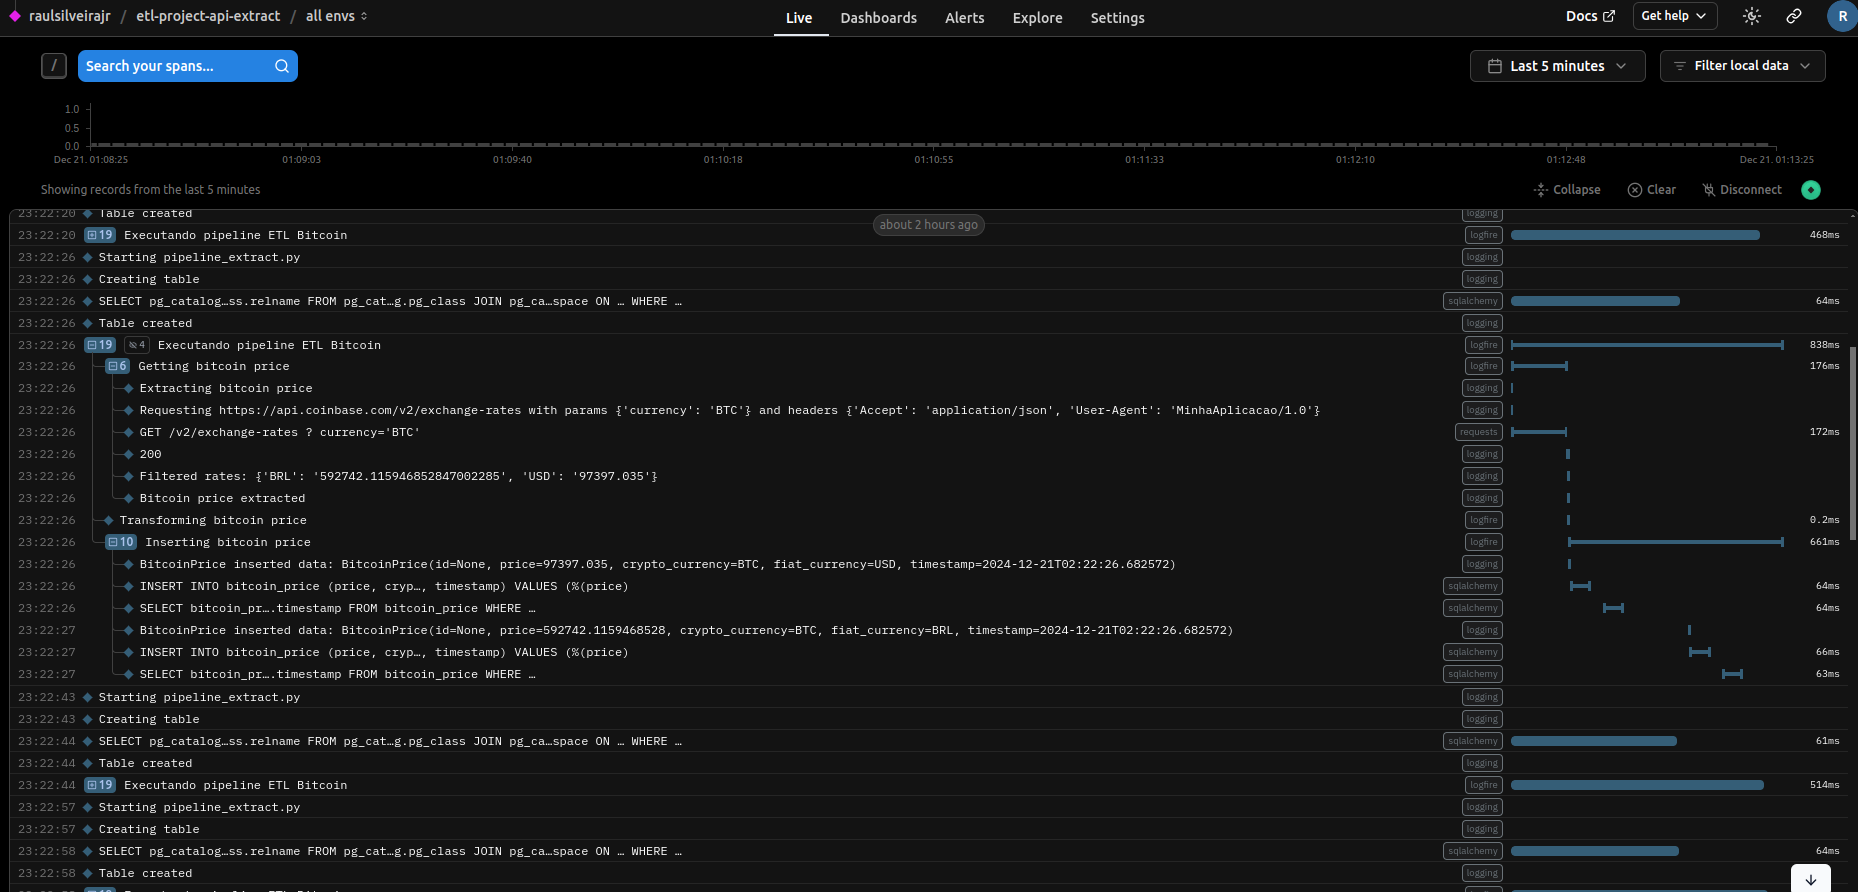 raulsilveirajr / etl-project-api-extract / all envs
Live Dashboards Alerts Explore Settings
Docs Get help R
/ Search your spans... Last 5 minutes Filter local data
1.0
0.5
0.0
Dec 21. 01:08:25 01:09:03 01:09:40 01:10:18 01:10:55 01:11:33 01:12:10 01:12:48 Dec 21. 01:13:25
Showing records from the last 5 minutes Collapse Clear Disconnect
23:22:20 Table created logging
about 2 hours ago
23:22:20 19 Executando pipeline ETL Bitcoin logfire 468ms
23:22:26 Starting pipeline_extract.py logging
23:22:26 Creating table logging
23:22:26 SELECT pg_catalog…ss.relname FROM pg_cat…g.pg_class JOIN pg_ca…space ON … WHERE … sqlalchemy 64ms
23:22:26 Table created logging
23:22:26 19 4 Executando pipeline ETL Bitcoin logfire 838ms
23:22:26 6 Getting bitcoin price logfire 176ms
23:22:26 Extracting bitcoin price logging
23:22:26 Requesting https://api.coinbase.com/v2/exchange-rates with params {'currency': 'BTC'} and headers {'Accept': 'application/json', 'User-Agent': 'MinhaAplicacao/1.0'} logging
23:22:26 GET /v2/exchange-rates ? currency='BTC' requests 172ms
23:22:26 200 logging
23:22:26 Filtered rates: {'BRL': '592742.115946852847002285', 'USD': '97397.035'} logging
23:22:26 Bitcoin price extracted logging
23:22:26 Transforming bitcoin price logfire 0.2ms
23:22:26 10 Inserting bitcoin price logfire 661ms
23:22:26 BitcoinPrice inserted data: BitcoinPrice(id=None, price=97397.035, crypto_currency=BTC, fiat_currency=USD, timestamp=2024-12-21T02:22:26.682572) logging
23:22:26 INSERT INTO bitcoin_price (price, cryp…, timestamp) VALUES (%(price) sqlalchemy 64ms
23:22:26 SELECT bitcoin_pr….timestamp FROM bitcoin_price WHERE … sqlalchemy 64ms
23:22:27 BitcoinPrice inserted data: BitcoinPrice(id=None, price=592742.1159468528, crypto_currency=BTC, fiat_currency=BRL, timestamp=2024-12-21T02:22:26.682572) logging
23:22:27 INSERT INTO bitcoin_price (price, cryp…, timestamp) VALUES (%(price) sqlalchemy 66ms
23:22:27 SELECT bitcoin_pr….timestamp FROM bitcoin_price WHERE … sqlalchemy 63ms
23:22:43 Starting pipeline_extract.py logging
23:22:43 Creating table logging
23:22:44 SELECT pg_catalog…ss.relname FROM pg_cat…g.pg_class JOIN pg_ca…space ON … WHERE … sqlalchemy 61ms
23:22:44 Table created logging
23:22:44 19 Executando pipeline ETL Bitcoin logfire 514ms
23:22:57 Starting pipeline_extract.py logging
23:22:57 Creating table logging
23:22:58 SELECT pg_catalog…ss.relname FROM pg_cat…g.pg_class JOIN pg_ca…space ON … WHERE … sqlalchemy 64ms
23:22:58 Table created logging